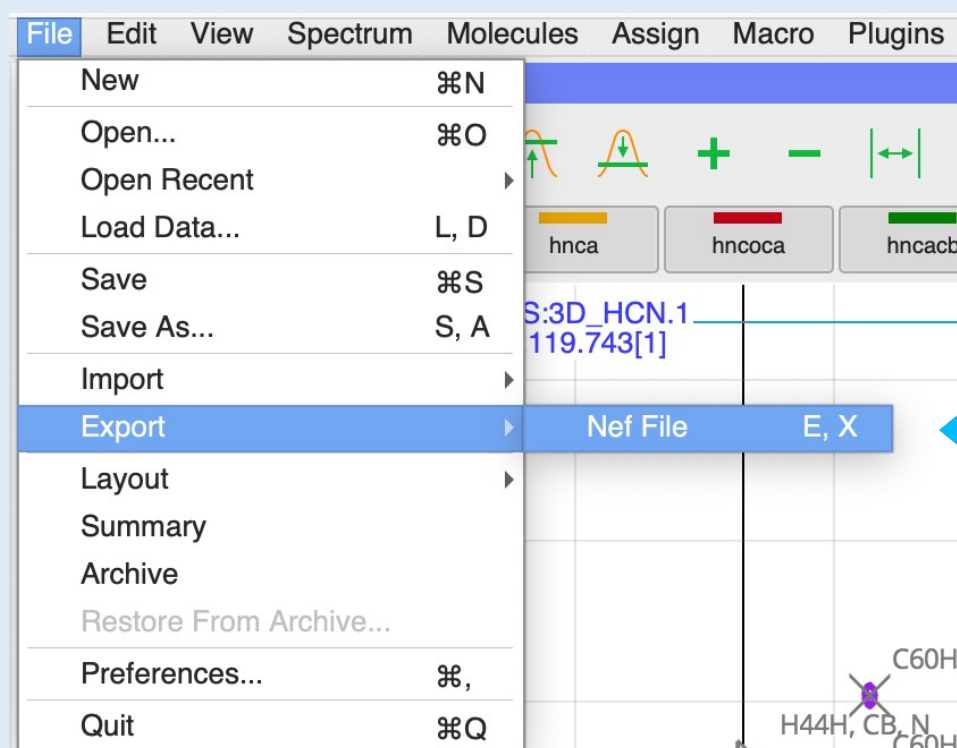 File Edit View Spectrum Molecules Assign Macro Plugins
New ⌘N
Open... ⌘O
Open Recent
Load Data... L, D
Save ⌘S
Save As... S, A
Import
Export
Nef File E, X
Layout
Summary
Archive
Restore From Archive...
Preferences... ⌘,
Quit ⌘Q
hnca hncoca hncacb
S:3D_HCN.1
119.743[1]
C60H
H44H, CB, N
C60H